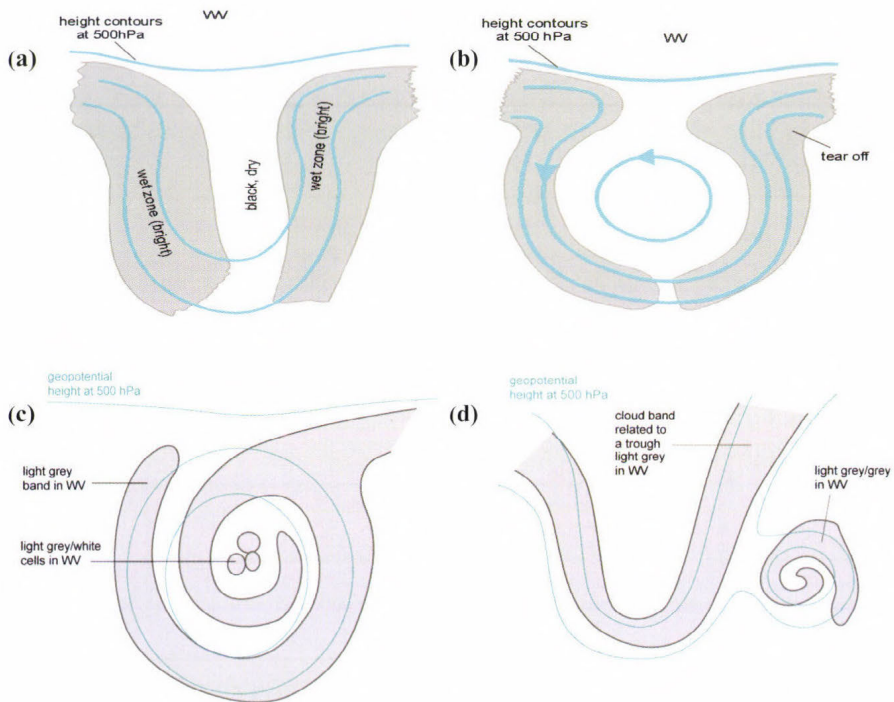 WV
height contours
at 500hPa
(a)
wet zone (bright)
black, dry
wet zone (bright)
WV
height contours
at 500hPa
(b)
tear off
geopotential
height at 500 hPa
(c)
light grey
band in WV
light grey/white
cells in WV
geopotential
height at 500 hPa
(d)
cloud band
related to
a trough
light grey
in WV
light grey/grey
in WV